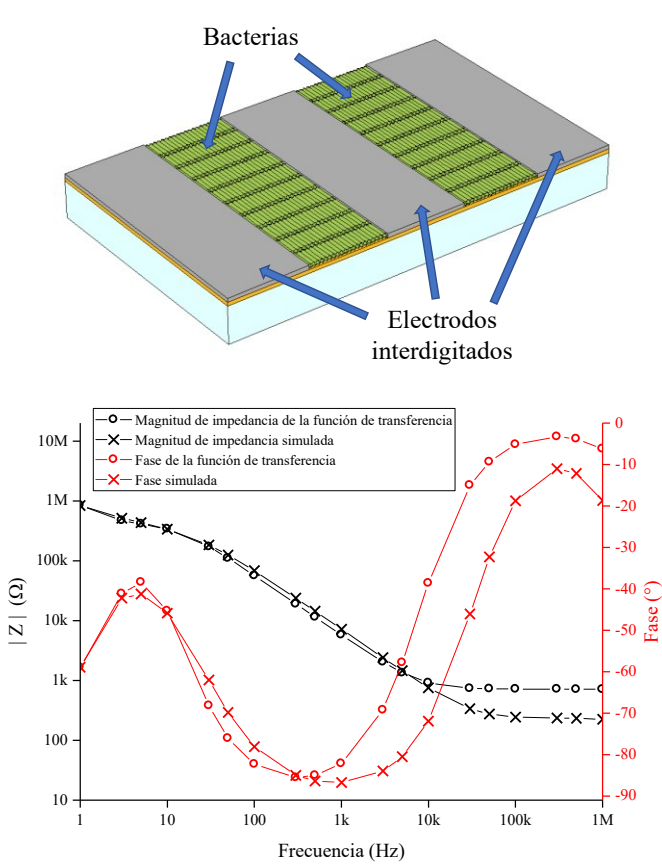 Bacterias
Electrodos
interdigitados
Magnitud de impedancia de la función de transferencia
Magnitud de impedancia simulada
Fase de la función de transferencia
Fase simulada
10M
1M
100k
10k
1k
100
10
| Z | (Ω)
0
-10
-20
-30
-40
-50
-60
-70
-80
-90
Fase (°)
1 10 100 1k 10k 100k 1M
Frecuencia (Hz)